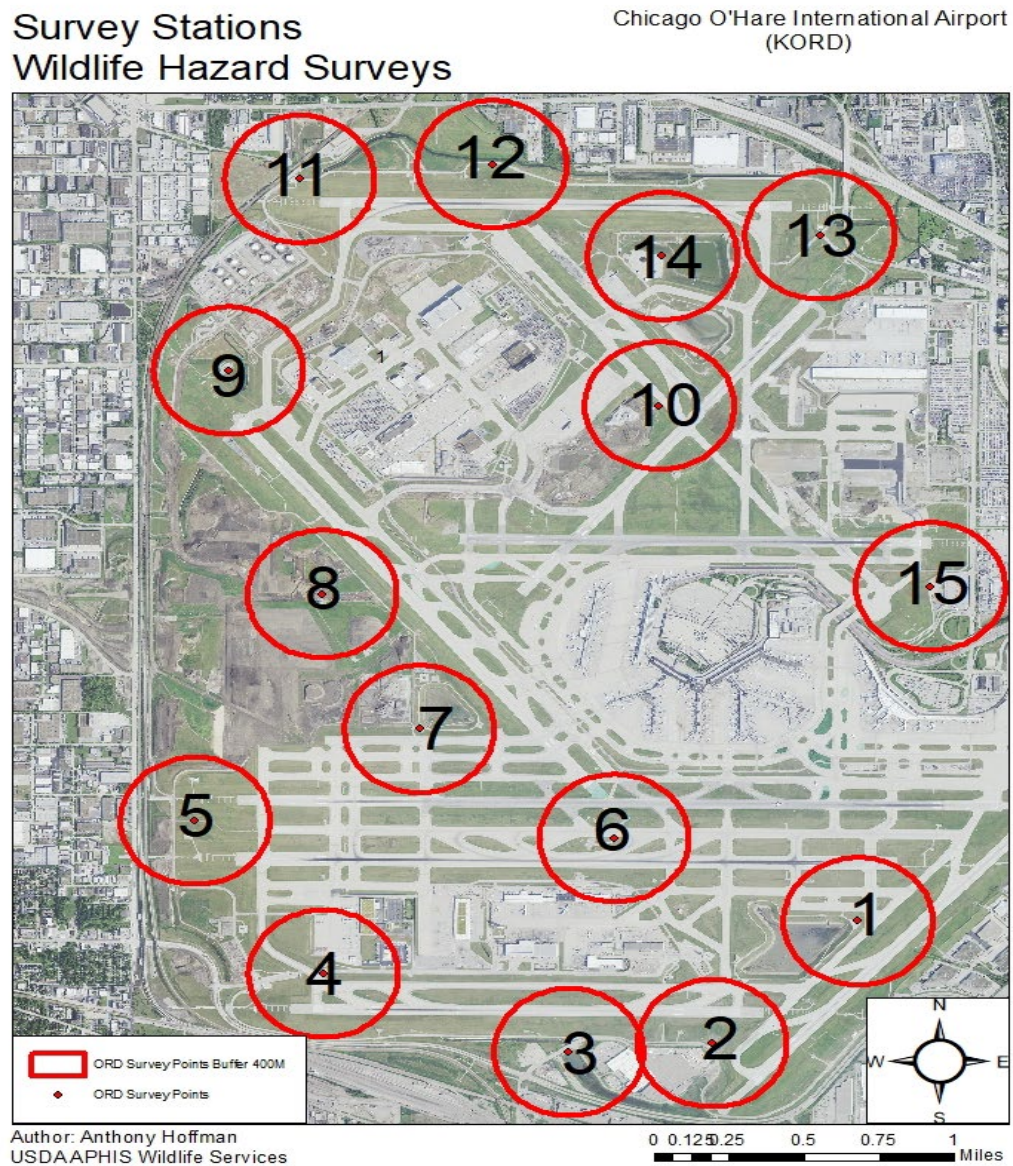 Survey Stations
Wildlife Hazard Surveys
Chicago O'Hare International Airport
(KORD)
11
12
13
14
9
1
10
8
15
7
5
6
1
4
2
3
N
W E
S
ORD Survey Points Buffer 400M
ORD Survey Points
Author: Anthony Hoffman
USDA APHIS Wildlife Services
0 0.125 0.25 0.5 0.75 1
Miles